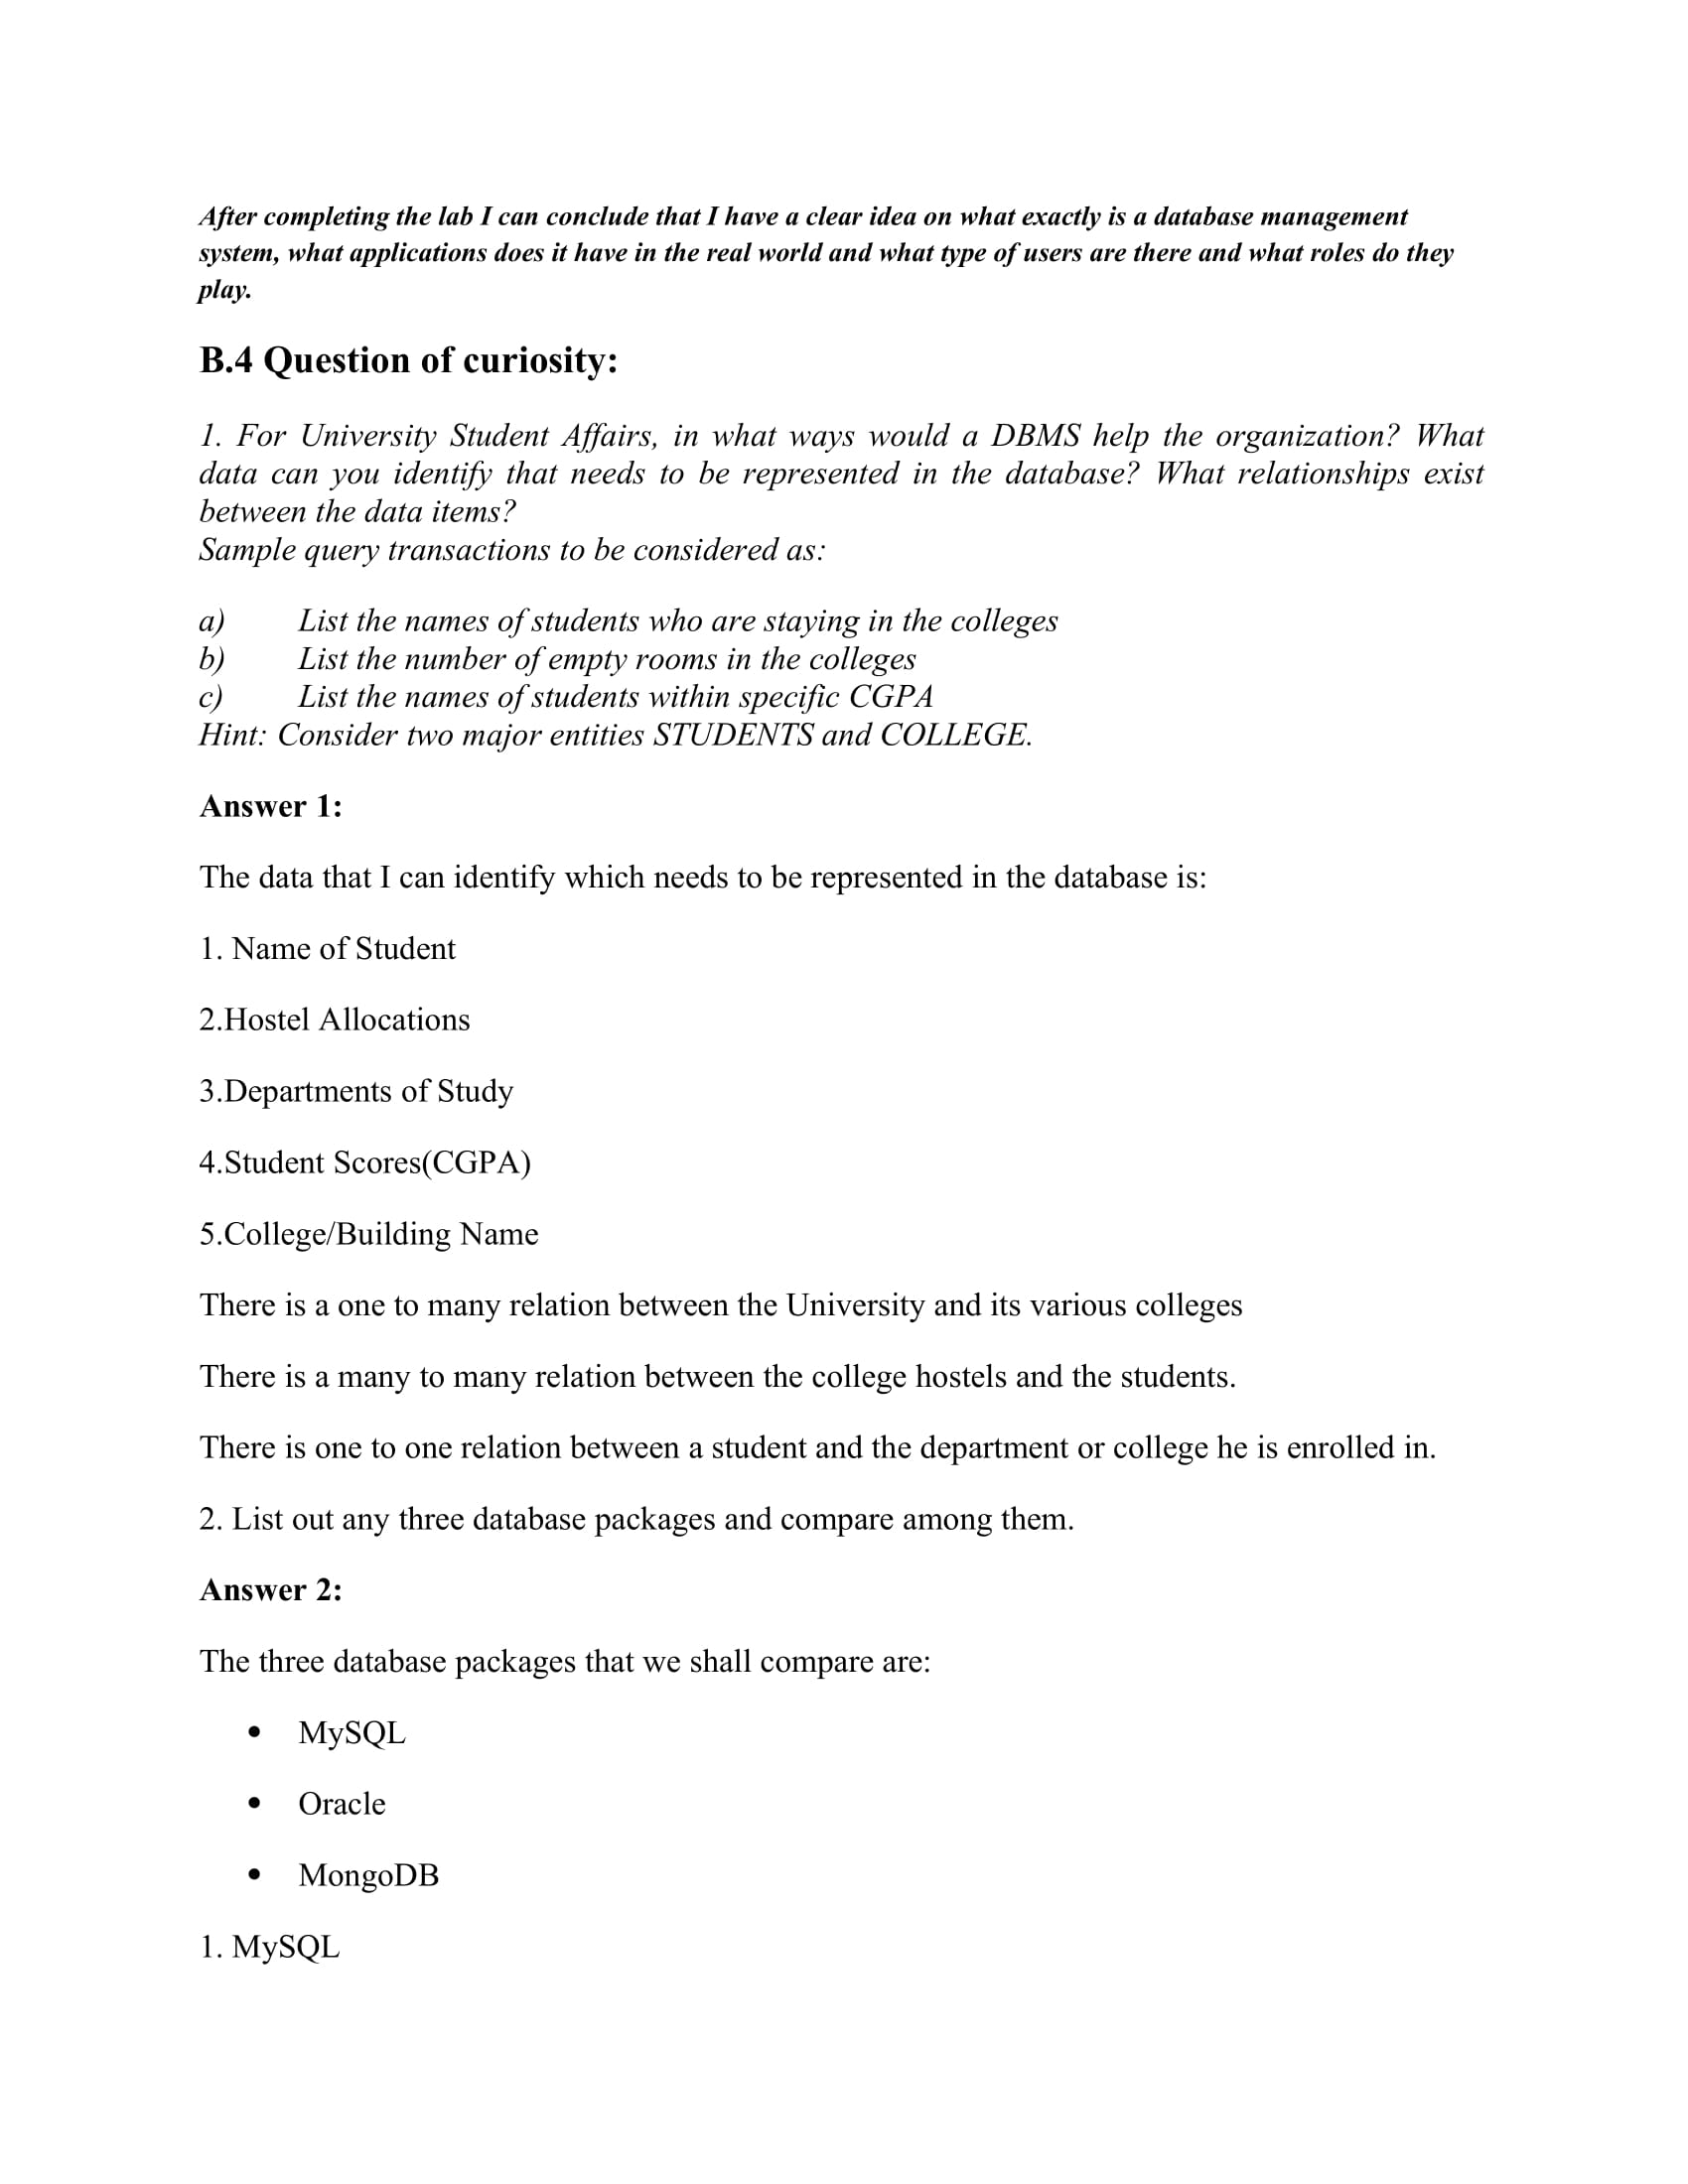 After completing the lab I can conclude that I have a clear idea on what exactly is a database management
system, what applications does it have in the real world and what type of users are there and what roles do they
play.
B.4 Question of curiosity:
1. For University Student Affairs, in what ways would a DBMS help the organization? What
data can you identify that needs to be represented in the database? What relationships exist
between the data items?
Sample query transactions to be considered as:
a) List the names of students who are staying in the colleges
b) List the number of empty rooms in the colleges
c) List the names of students within specific CGPA
Hint: Consider two major entities STUDENTS and COLLEGE.
Answer 1:
The data that I can identify which needs to be represented in the database is:
1. Name of Student
2.Hostel Allocations
3.Departments of Study
4.Student Scores(CGPA)
5.College/Building Name
There is a one to many relation between the University and its various colleges
There is a many to many relation between the college hostels and the students.
There is one to one relation between a student and the department or college he is enrolled in.
2. List out any three database packages and compare among them.
Answer 2:
The three database packages that we shall compare are:
• MySQL
• Oracle
• MongoDB
1. MySQL